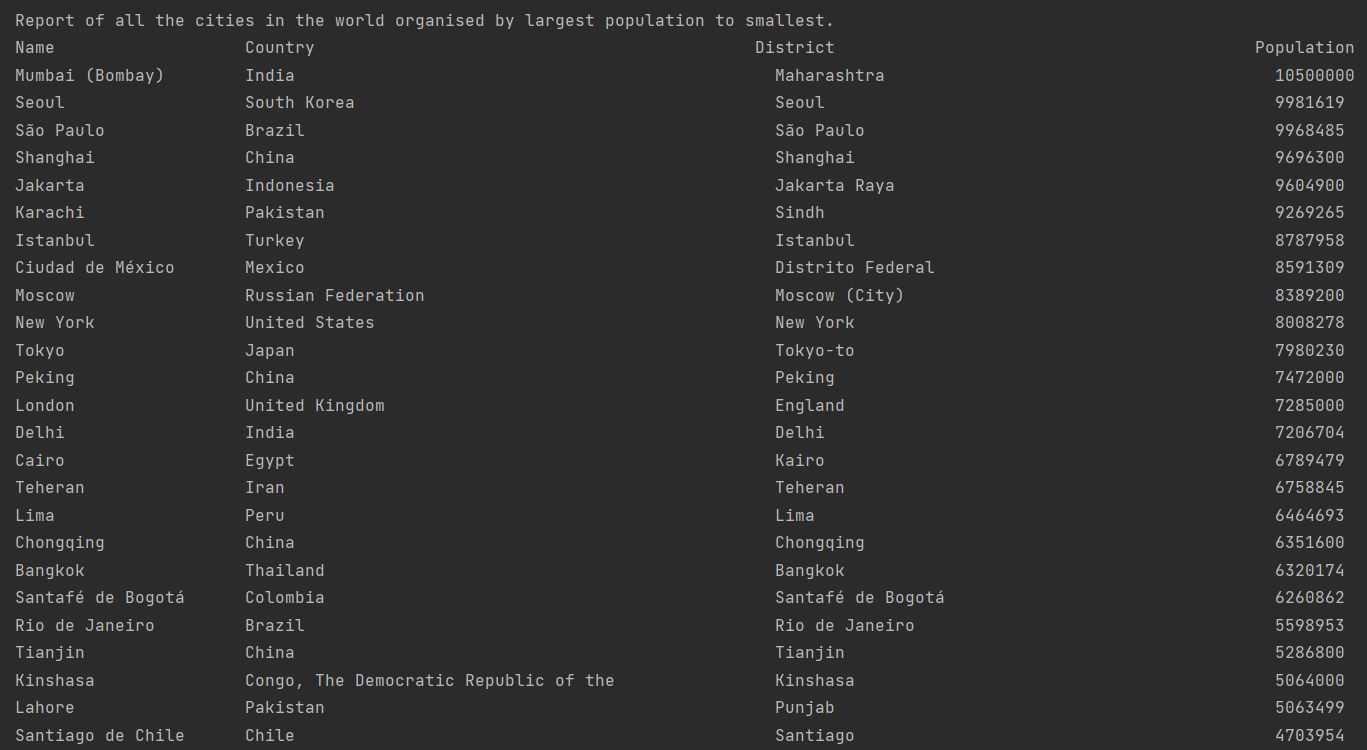 Report of all the cities in the world organised by largest population to smallest.
Name Country District Population
Mumbai (Bombay) India Maharashtra 10500000
Seoul South Korea Seoul 9981619
São Paulo Brazil São Paulo 9968485
Shanghai China Shanghai 9696300
Jakarta Indonesia Jakarta Raya 9604900
Karachi Pakistan Sindh 9269265
Istanbul Turkey Istanbul 8787958
Ciudad de México Mexico Distrito Federal 8591309
Moscow Russian Federation Moscow (City) 8389200
New York United States New York 8008278
Tokyo Japan Tokyo-to 7980230
Peking China Peking 7472000
London United Kingdom England 7285000
Delhi India Delhi 7206704
Cairo Egypt Kairo 6789479
Teheran Iran Teheran 6758845
Lima Peru Lima 6464693
Chongqing China Chongqing 6351600
Bangkok Thailand Bangkok 6320174
Santafé de Bogotá Colombia Santafé de Bogotá 6260862
Rio de Janeiro Brazil Rio de Janeiro 5598953
Tianjin China Tianjin 5286800
Kinshasa Congo, The Democratic Republic of the Kinshasa 5064000
Lahore Pakistan Punjab 5063499
Santiago de Chile Chile Santiago 4703954